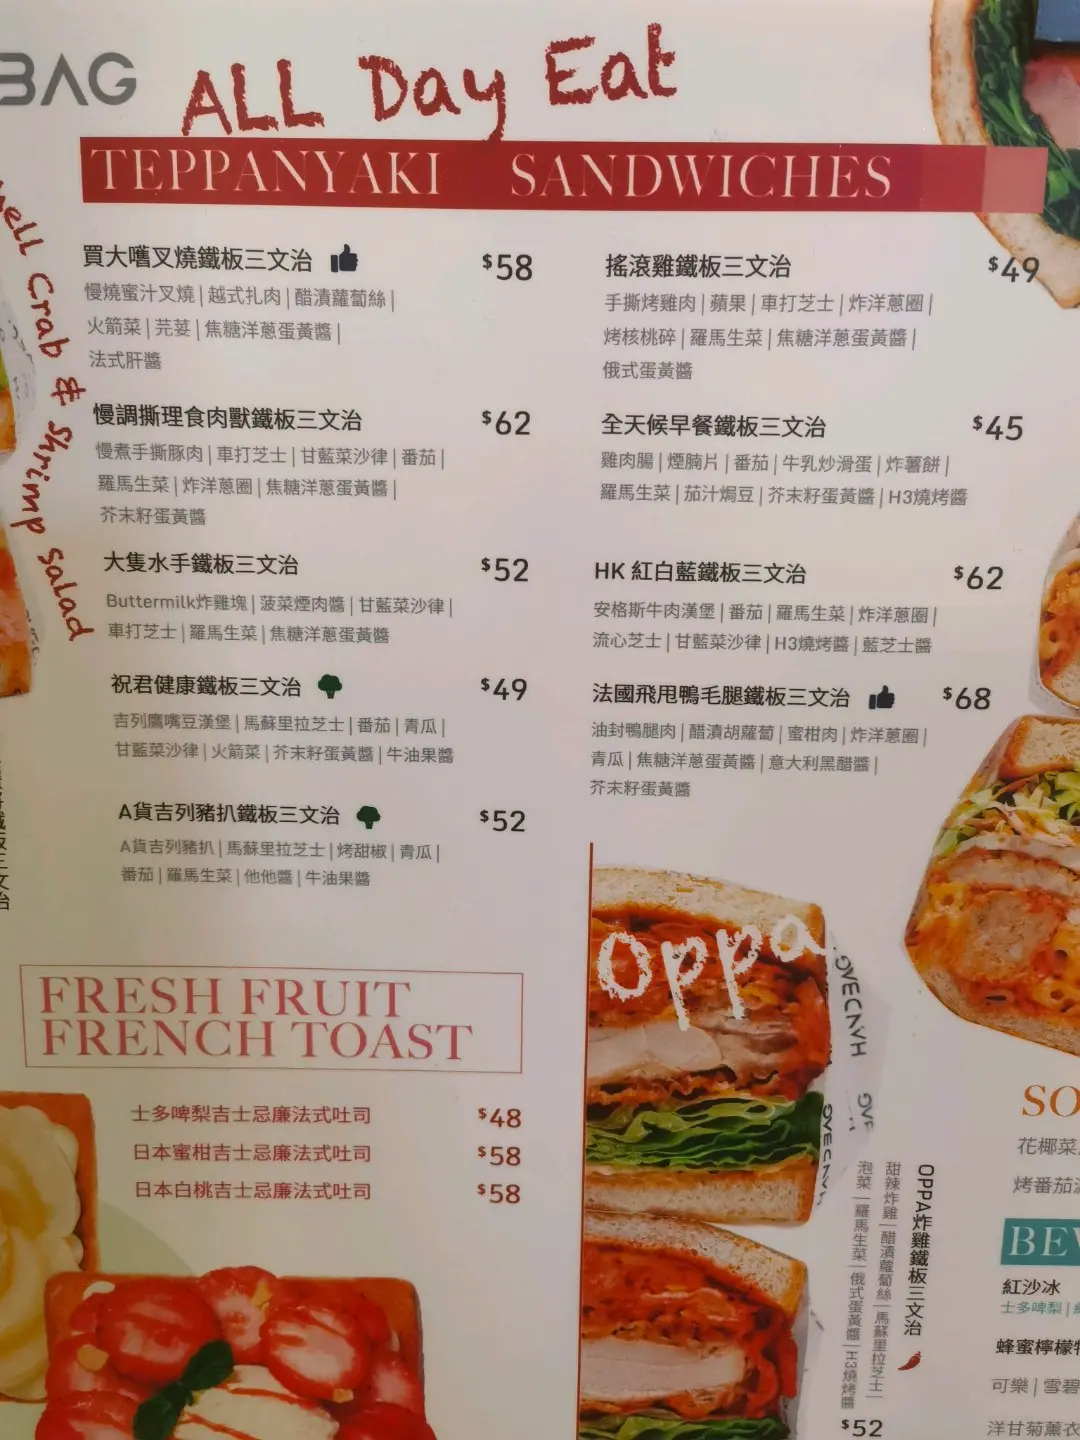 BAG
ALL Day Eat
TEPPANYAKI SANDWICHES
買大嚿叉燒鐵板三文治 $58
慢燒蜜汁叉燒|越式扎肉|醋漬蘿蔔絲|
火箭菜|芫荽|焦糖洋蔥蛋黃醬|
法式肝醬
慢調撕理食肉獸鐵板三文治 $62
慢煮手撕豚肉|車打芝士|甘藍菜沙律|番茄|
羅馬生菜|炸洋蔥圈|焦糖洋蔥蛋黃醬|
芥末籽蛋黃醬
大隻水手鐵板三文治 $52
Buttermilk炸雞塊|菠菜煙肉醬|甘藍菜沙律|
車打芝士|羅馬生菜|焦糖洋蔥蛋黃醬
祝君健康鐵板三文治 $49
吉列鷹嘴豆漢堡|馬蘇里拉芝士|番茄|青瓜|
甘藍菜沙律|火箭菜|芥末籽蛋黃醬|牛油果醬
A貨吉列豬扒鐵板三文治 $52
A貨吉列豬扒|馬蘇里拉芝士|烤甜椒|青瓜|
番茄|羅馬生菜|他他醬|牛油果醬
搖滾雞鐵板三文治 $49
手撕烤雞肉|蘋果|車打芝士|炸洋蔥圈|
烤核桃碎|羅馬生菜|焦糖洋蔥蛋黃醬|
俄式蛋黃醬
全天候早餐鐵板三文治 $45
雞肉腸|煙腩片|番茄|牛乳炒滑蛋|炸薯餅|
羅馬生菜|茄汁焗豆|芥末籽蛋黃醬|H3燒烤醬
HK 紅白藍鐵板三文治 $62
安格斯牛肉漢堡|番茄|羅馬生菜|炸洋蔥圈|
流心芝士|甘藍菜沙律|H3燒烤醬|藍芝士醬
法國飛甩鴨毛腿鐵板三文治 $68
油封鴨腿肉|醋漬胡蘿蔔|蜜柑肉|炸洋蔥圈|
青瓜|焦糖洋蔥蛋黃醬|意大利黑醋醬|
芥末籽蛋黃醬
Crab & Shrimp Salad
三文治
FRESH FRUIT
FRENCH TOAST
士多啤梨吉士忌廉法式吐司 $48
日本蜜柑吉士忌廉法式吐司 $58
日本白桃吉士忌廉法式吐司 $58
Oppa
OPPA炸雞鐵板三文治
甜辣炸雞|醋漬蘿蔔絲|馬蘇里拉芝士|
泡菜|羅馬生菜|俄式蛋黃醬|H3燒烤醬
$52
SO
花椰菜
烤番茄
BEV
紅沙冰
士多啤梨|
蜂蜜檸檬
可樂|雪碧
洋甘菊薰衣